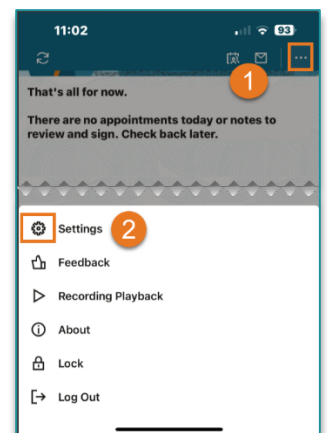 11:02
93
1
That's all for now.
There are no appointments today or notes to
review and sign. Check back later.
Settings
2
Feedback
Recording Playback
About
Lock
Log Out